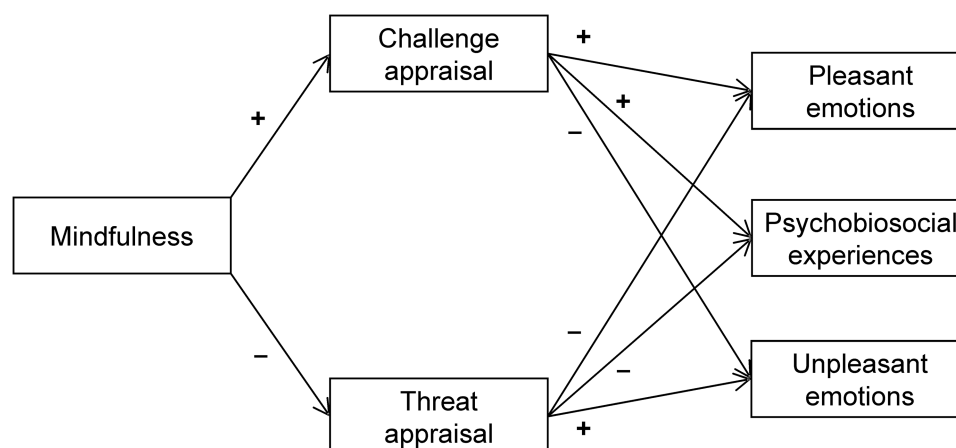 Challenge
appraisal
+
+
+
−
Pleasant
emotions
Mindfulness
Psychobiosocial
experiences
−
−
−
+
Threat
appraisal
Unpleasant
emotions